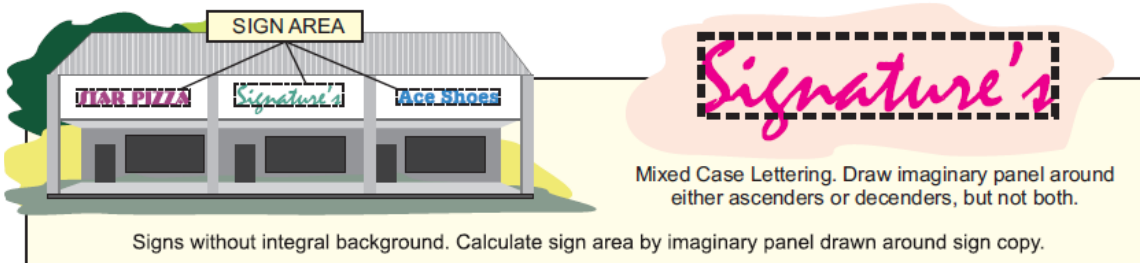 SIGN AREA
STAR PIZZA
Signature's
Ace Shoes
Signature's
Mixed Case Lettering. Draw imaginary panel around
either ascenders or decenders, but not both.
Signs without integral background. Calculate sign area by imaginary panel drawn around sign copy.